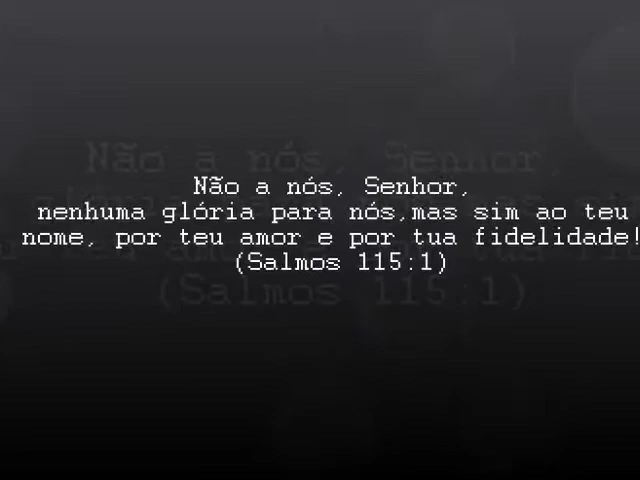 Não a nós, Senhor,
nenhuma glória para nós,mas sim ao teu
nome, por teu amor e por tua fidelidade!
(Salmos 115:1)